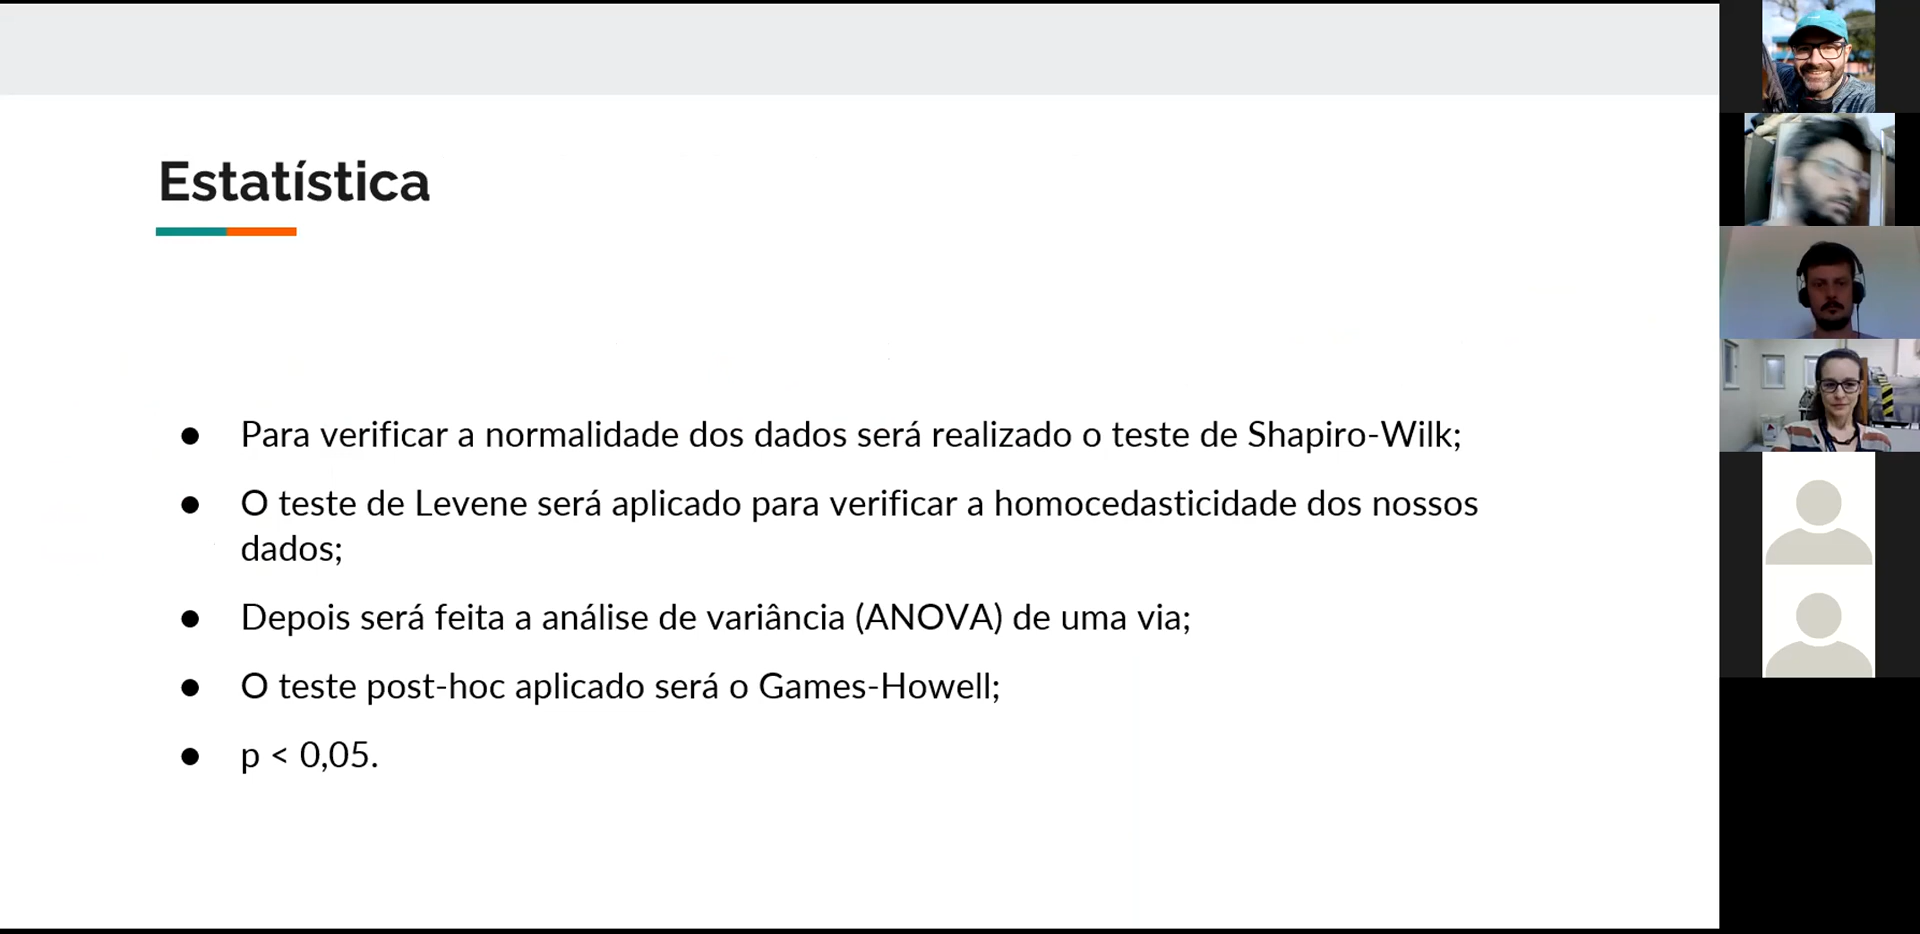 Estatística
● Para verificar a normalidade dos dados será realizado o teste de Shapiro-Wilk;
● O teste de Levene será aplicado para verificar a homocedasticidade dos nossos
dados;
● Depois será feita a análise de variância (ANOVA) de uma via;
● O teste post-hoc aplicado será o Games-Howell;
● p < 0,05.